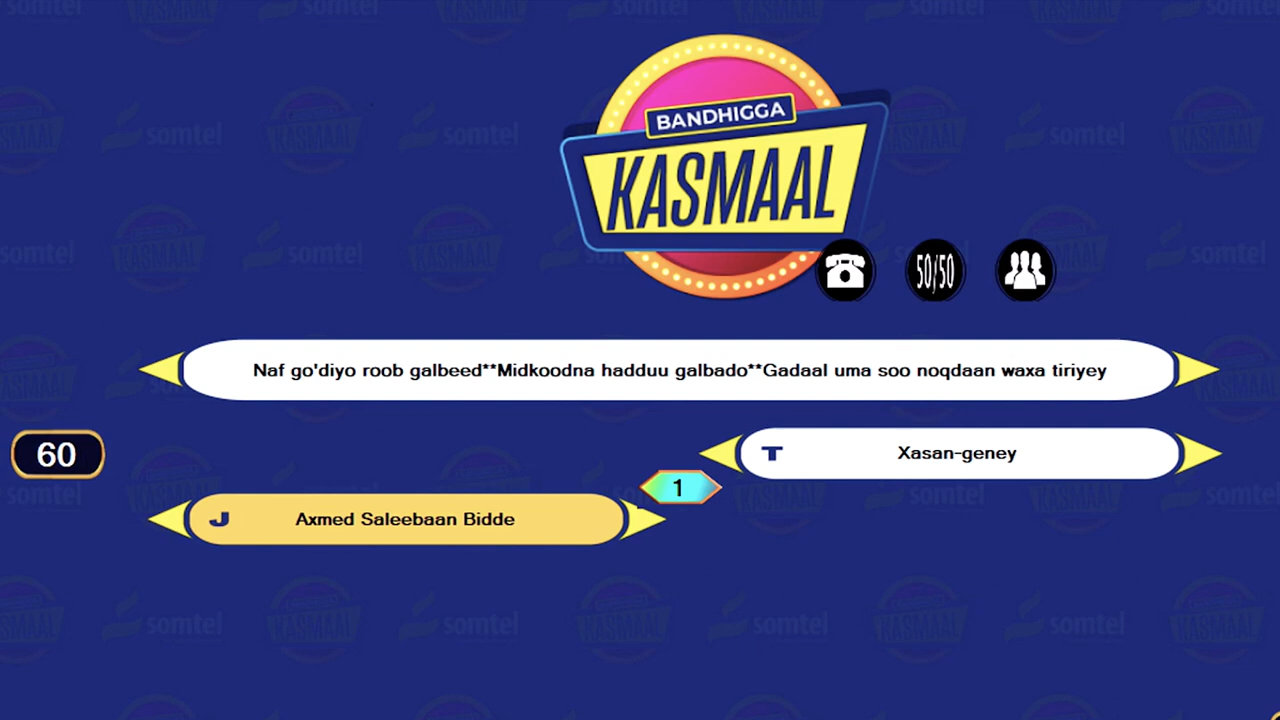 BANDHIGGA
KASMAAL
50/50
Naf go'diyo roob galbeed**Midkoodna hadduu galbado**Gadaal uma soo noqdaan waxa tiriyey
60
T Xasan-geney
1
J Axmed Saleebaan Bidde
somtel